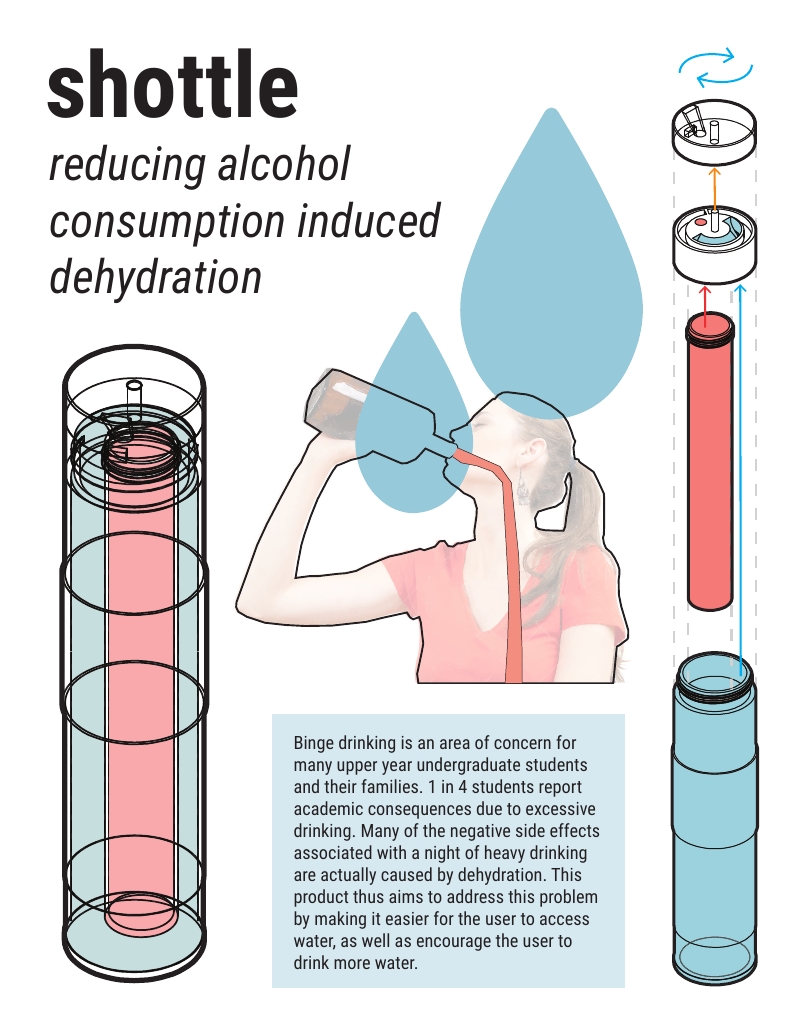 shottle
reducing alcohol
consumption induced
dehydration
Binge drinking is an area of concern for
many upper year undergraduate students
and their families. 1 in 4 students report
academic consequences due to excessive
drinking. Many of the negative side effects
associated with a night of heavy drinking
are actually caused by dehydration. This
product thus aims to address this problem
by making it easier for the user to access
water, as well as encourage the user to
drink more water.